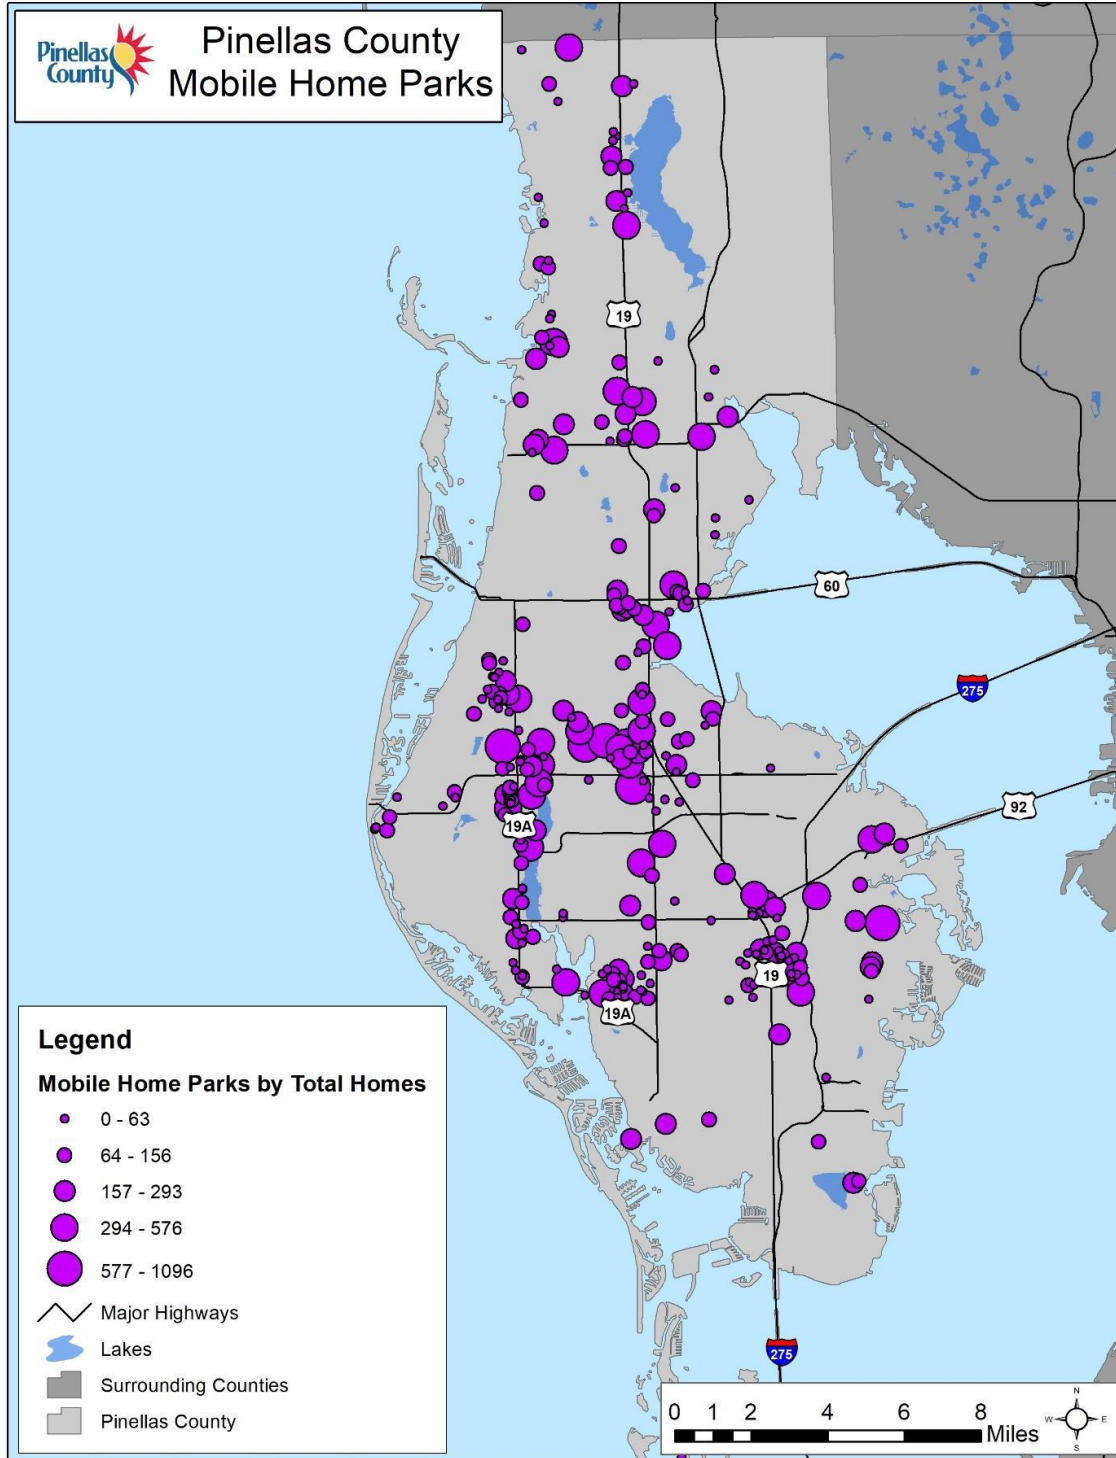 Pinellas
County
Pinellas County
Mobile Home Parks
19
60
275
92
19A
19
19A
275
Legend
Mobile Home Parks by Total Homes
0 - 63
64 - 156
157 - 293
294 - 576
577 - 1096
Major Highways
Lakes
Surrounding Counties
Pinellas County
0 1 2 4 6 8
Miles
N
W E
S